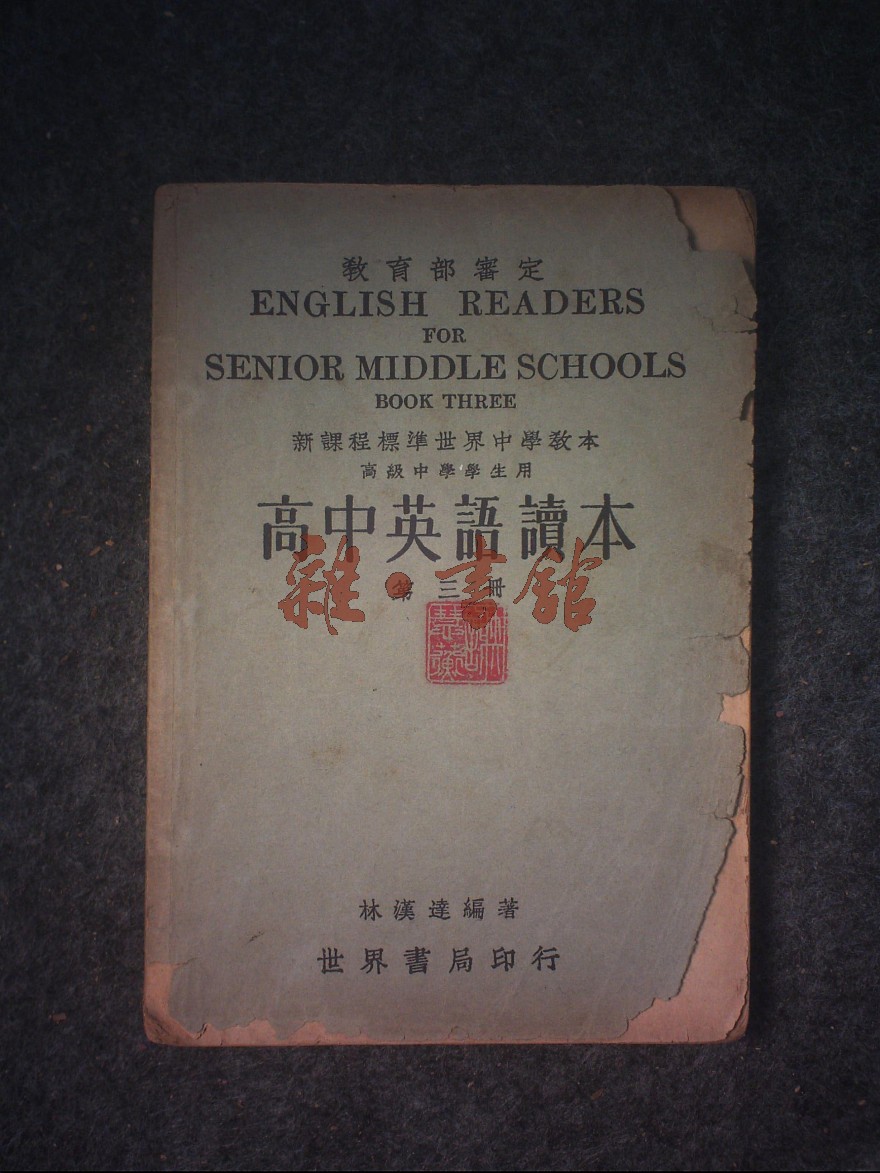 教育部審定
ENGLISH READERS
FOR
SENIOR MIDDLE SCHOOLS
BOOK THREE
新課程標準世界中學教本
高級中學學生用
高中英語讀本
第三冊
雜·書館
林漢達編著
世界書局印行